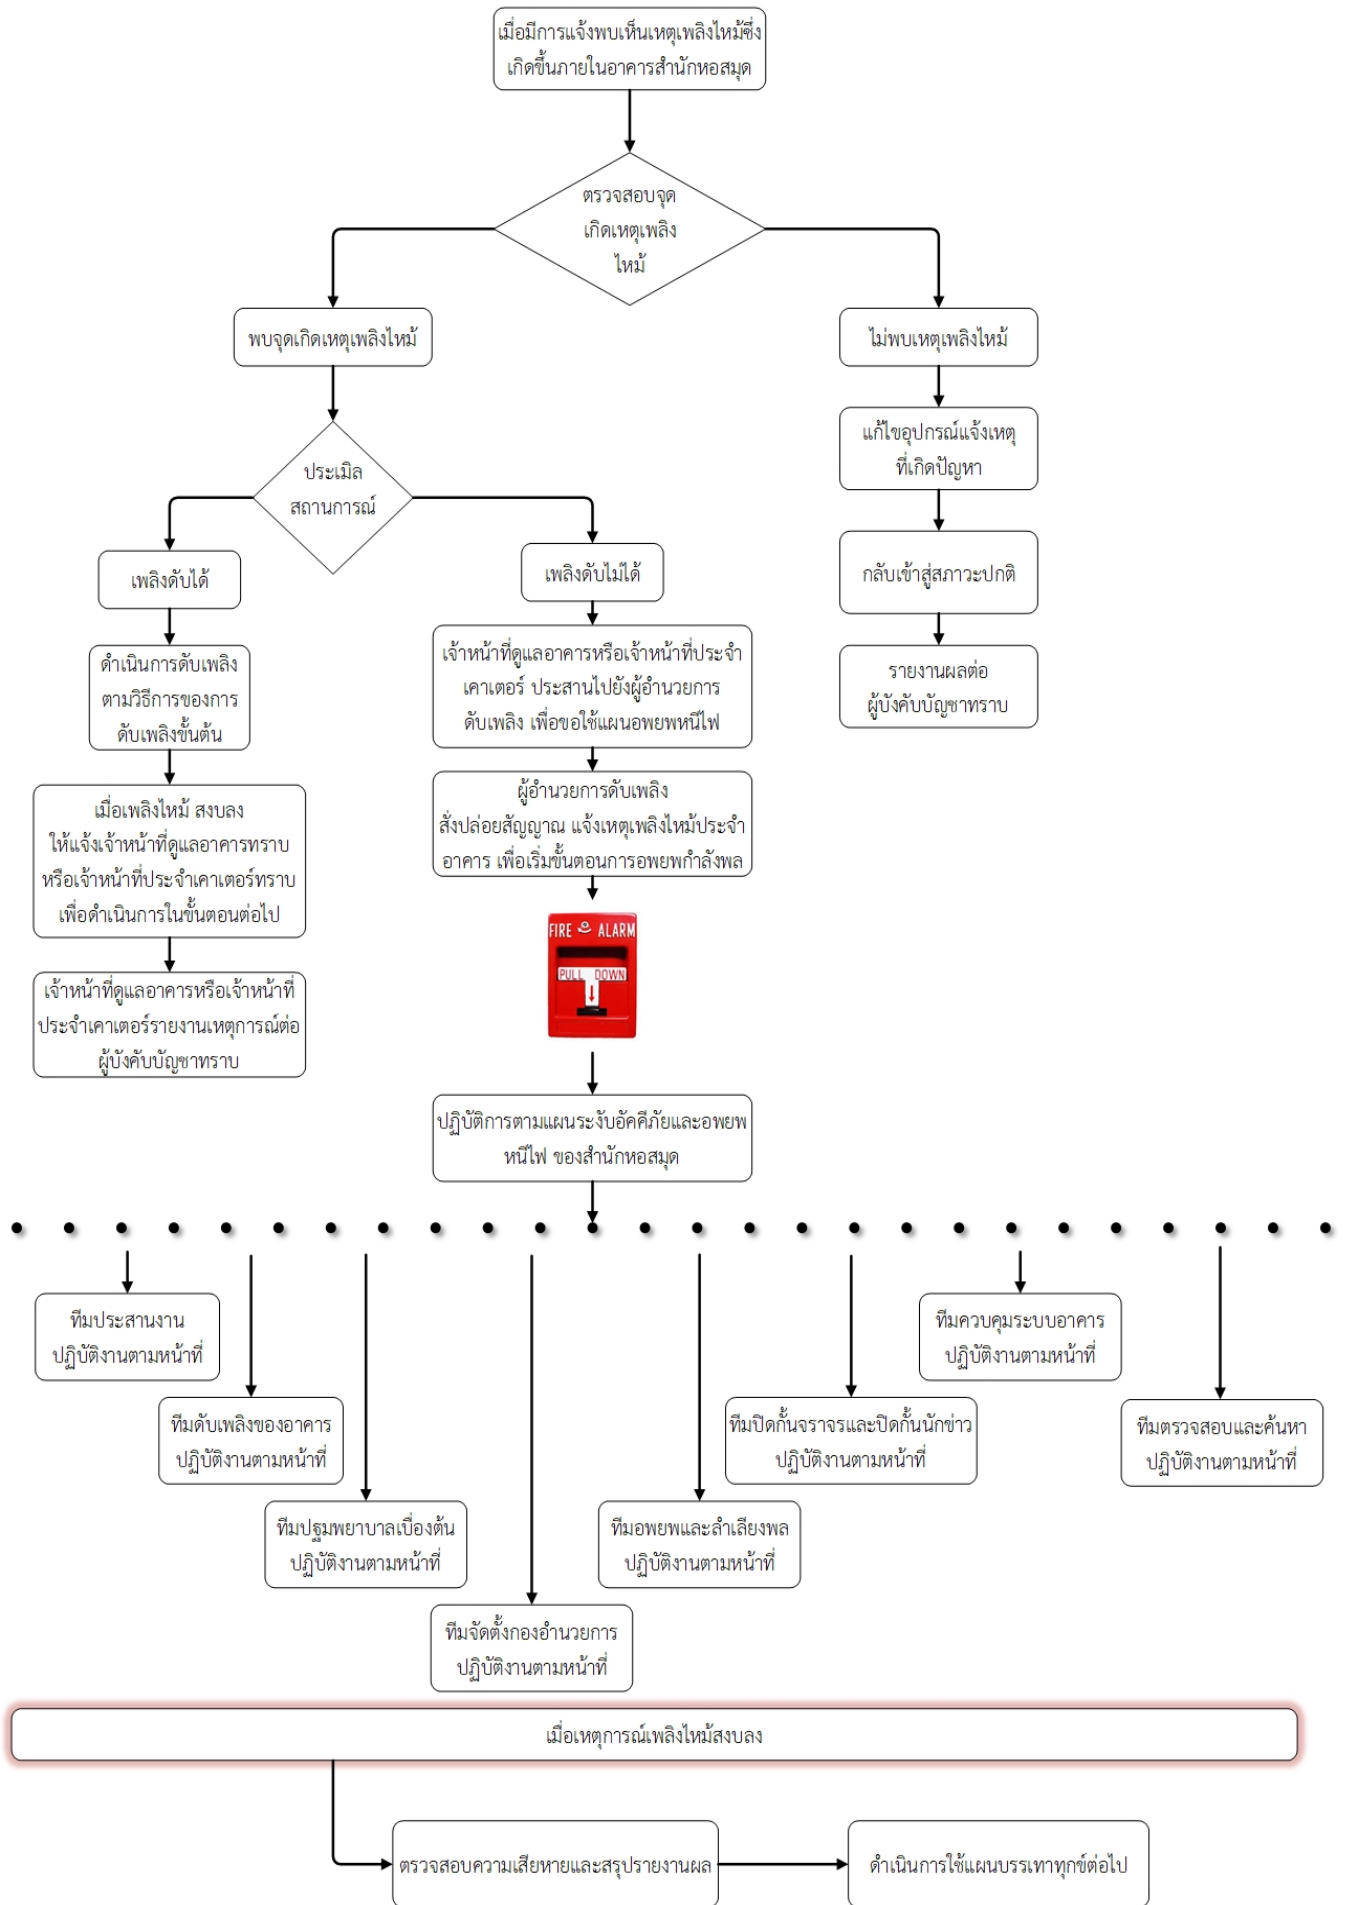 เมื่อมีการแจ้งพบเห็นเหตุเพลิงไหม้ซึ่ง
เกิดขึ้นภายในอาคารสำนักหอสมุด
ตรวจสอบจุด
เกิดเหตุเพลิง
ไหม้
พบจุดเกิดเหตุเพลิงไหม้
ไม่พบเหตุเพลิงไหม้
ประเมิล
สถานการณ์
แก้ไขอุปกรณ์แจ้งเหตุ
ที่เกิดปัญหา
กลับเข้าสู่สภาวะปกติ
รายงานผลต่อ
ผู้บังคับบัญชาทราบ
เพลิงดับได้
ดำเนินการดับเพลิง
ตามวิธีการของการ
ดับเพลิงขั้นต้น
เมื่อเพลิงไหม้ สงบลง
ให้แจ้งเจ้าหน้าที่ดูแลอาคารทราบ
หรือเจ้าหน้าที่ประจำเคาเตอร์ทราบ
เพื่อดำเนินการในขั้นตอนต่อไป
เจ้าหน้าที่ดูแลอาคารหรือเจ้าหน้าที่
ประจำเคาเตอร์รายงานเหตุการณ์ต่อ
ผู้บังคับบัญชาทราบ
เพลิงดับไม่ได้
เจ้าหน้าที่ดูแลอาคารหรือเจ้าหน้าที่ประจำ
เคาเตอร์ ประสานไปยังผู้อำนวยการ
ดับเพลิง เพื่อขอใช้แผนอพยพหนีไฟ
ผู้อำนวยการดับเพลิง
สั่งปล่อยสัญญาณ แจ้งเหตุเพลิงไหม้ประจำ
อาคาร เพื่อเริ่มขั้นตอนการอพยพกำลังพล
FIRE ALARM
PULL DOWN
ปฏิบัติการตามแผนระงับอัคคีภัยและอพยพ
หนีไฟ ของสำนักหอสมุด
ทีมประสานงาน
ปฏิบัติงานตามหน้าที่
ทีมดับเพลิงของอาคาร
ปฏิบัติงานตามหน้าที่
ทีมปฐมพยาบาลเบื่องต้น
ปฏิบัติงานตามหน้าที่
ทีมจัดตั้งกองอำนวยการ
ปฏิบัติงานตามหน้าที่
ทีมอพยพและลำเลียงพล
ปฏิบัติงานตามหน้าที่
ทีมปิดกั้นจราจรและปิดกั้นนักข่าว
ปฏิบัติงานตามหน้าที่
ทีมควบคุมระบบอาคาร
ปฏิบัติงานตามหน้าที่
ทีมตรวจสอบและค้นหา
ปฏิบัติงานตามหน้าที่
เมื่อเหตุการณ์เพลิงไหม้สงบลง
ตรวจสอบความเสียหายและสรุปรายงานผล
ดำเนินการใช้แผนบรรเทาทุกข์ต่อไป